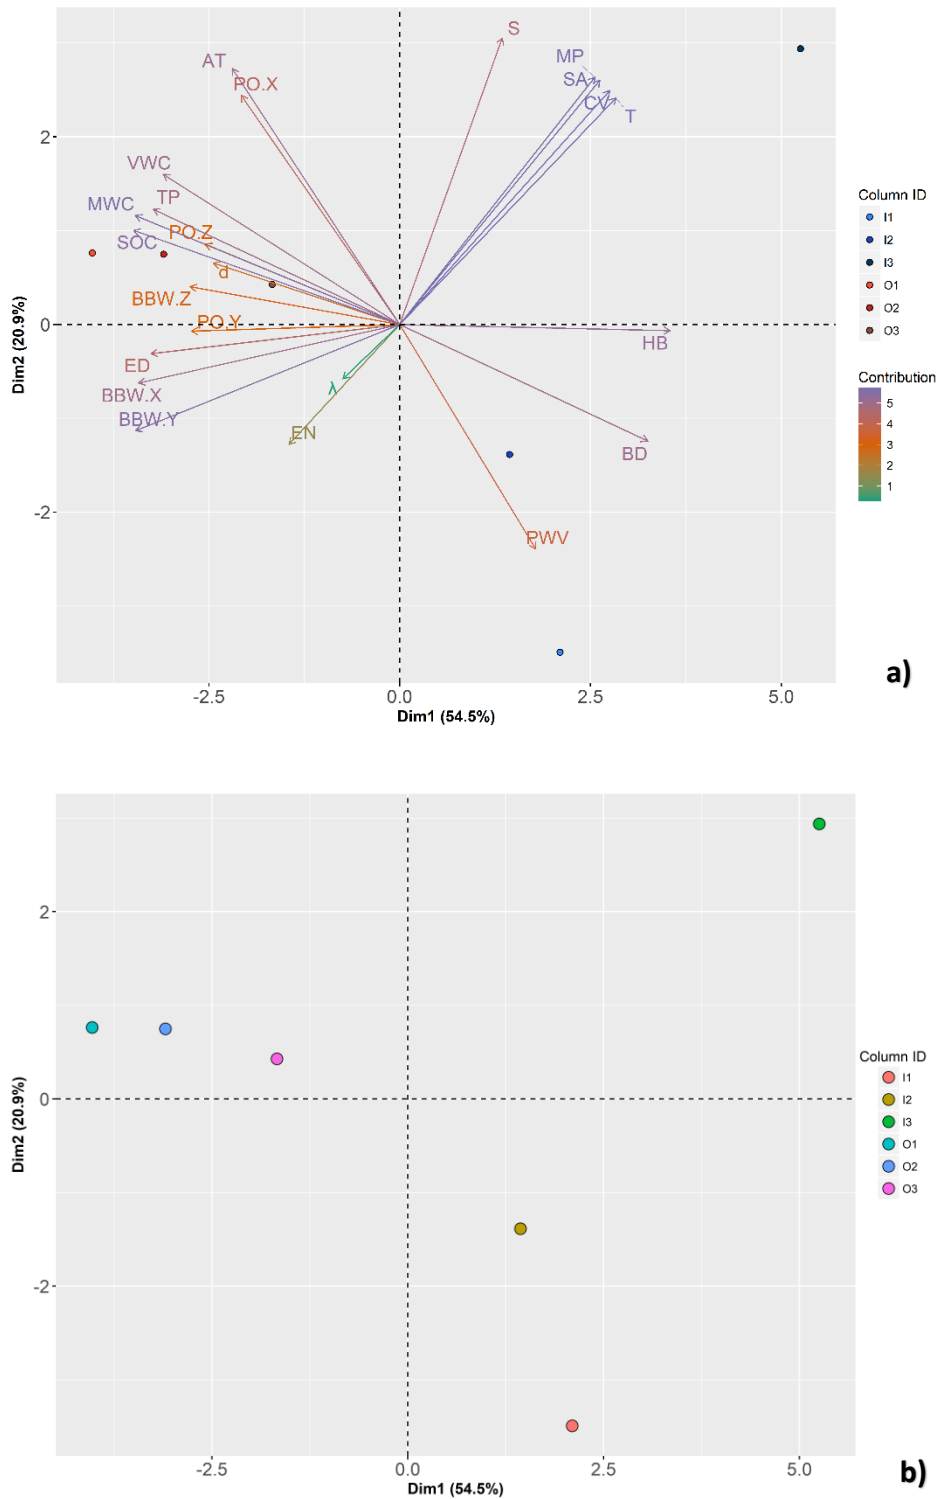 S
MP
AT
SA
PO.X
CV
T
2
VWC
TP
MWC
PO.Z
SOC
d
BBW.Z
PO.Y
0
HB
ED
λ
BBW.X
BBW.Y
EN
BD
-2
PWV
Dim2 (20.9%)
-2.5
0.0
2.5
5.0
Dim1 (54.5%)
Column ID
I1
I2
I3
O1
O2
O3
Contribution
5
4
3
2
1
a)
2
0
-2
Dim2 (20.9%)
-2.5
0.0
2.5
5.0
Dim1 (54.5%)
Column ID
I1
I2
I3
O1
O2
O3
b)